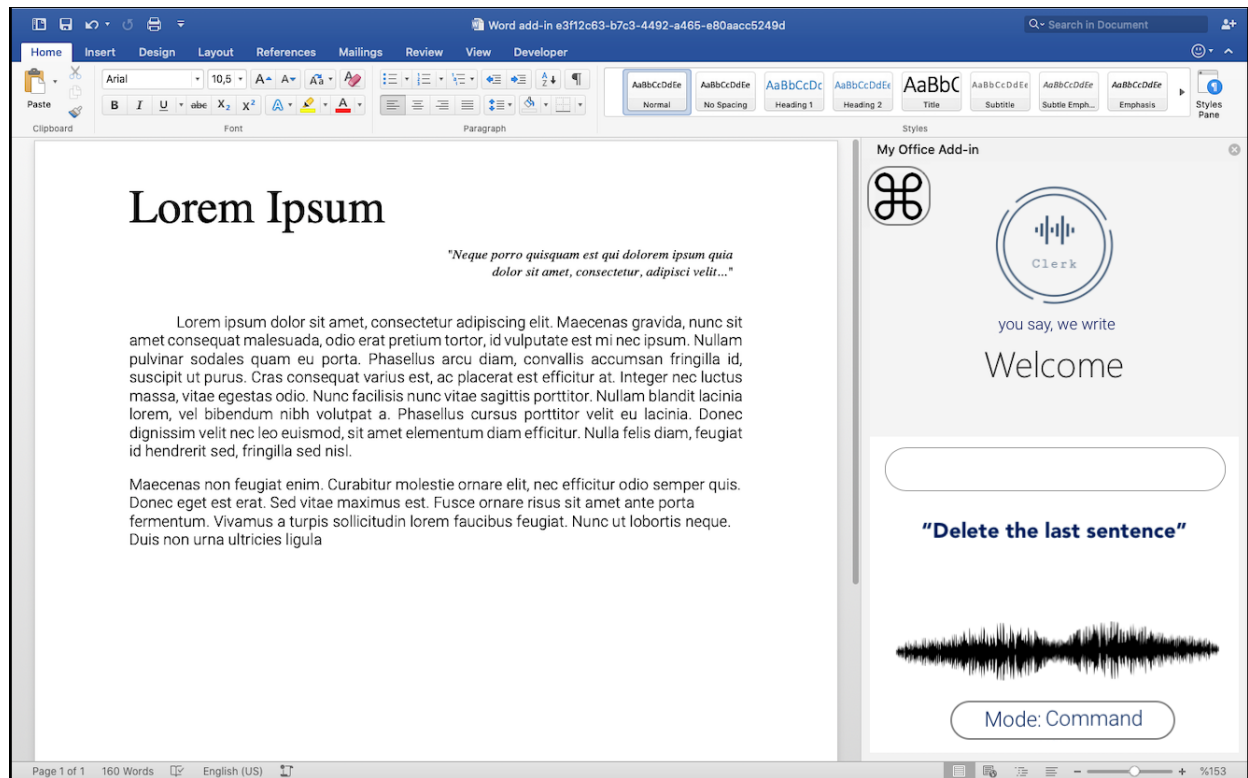 Word add-in e3f12c63-b7c3-4492-a465-e80aacc5249d
Search in Document
Home Insert Design Layout References Mailings Review View Developer
Paste
Arial 10,5 A A Aa
B I U abc X₂ X² A A
AaBbCcDdEe AaBbCcDdEe AaBbCcDc AaBbCcDdEe AaBbC AaBbCcDdEe AaBbCcDdEe AaBbCcDdEe
Normal No Spacing Heading 1 Heading 2 Title Subtitle Subtle Emph... Emphasis
Styles
Pane
Clipboard Font Paragraph Styles
Lorem Ipsum
"Neque porro quisquam est qui dolorem ipsum quia
dolor sit amet, consectetur, adipisci velit..."
Lorem ipsum dolor sit amet, consectetur adipiscing elit. Maecenas gravida, nunc sit
amet consequat malesuada, odio erat pretium tortor, id vulputate est mi nec ipsum. Nullam
pulvinar sodales quam eu porta. Phasellus arcu diam, convallis accumsan fringilla id,
suscipit ut purus. Cras consequat varius est, ac placerat est efficitur at. Integer nec luctus
massa, vitae egestas odio. Nunc facilisis nunc vitae sagittis porttitor. Nullam blandit lacinia
lorem, vel bibendum nibh volutpat a. Phasellus cursus porttitor velit eu lacinia. Donec
dignissim velit nec leo euismod, sit amet elementum diam efficitur. Nulla felis diam, feugiat
id hendrerit sed, fringilla sed nisl.
Maecenas non feugiat enim. Curabitur molestie ornare elit, nec efficitur odio semper quis.
Donec eget est erat. Sed vitae maximus est. Fusce ornare risus sit amet ante porta
fermentum. Vivamus a turpis sollicitudin lorem faucibus feugiat. Nunc ut lobortis neque.
Duis non urna ultricies ligula
My Office Add-in
Clerk
you say, we write
Welcome
“Delete the last sentence”
Mode: Command
Page 1 of 1 160 Words English (US) %153